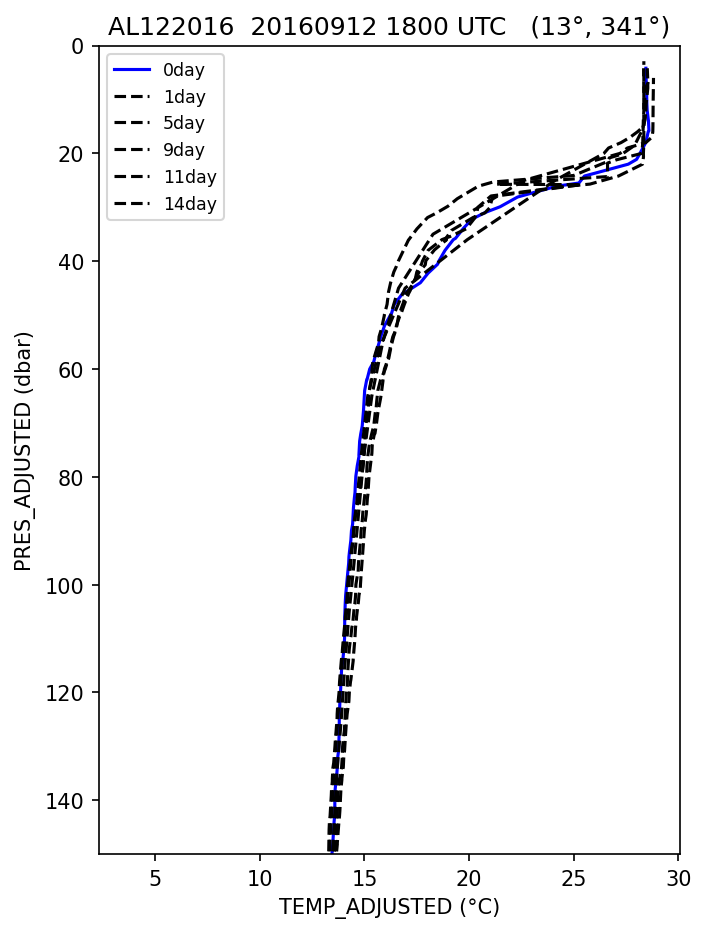 AL122016  20160912 1800 UTC   (13°, 341°)
0day
1day
5day
9day
11day
14day
0
20
40
60
80
100
120
140
PRES_ADJUSTED (dbar)
5 10 15 20 25 30
TEMP_ADJUSTED (°C)